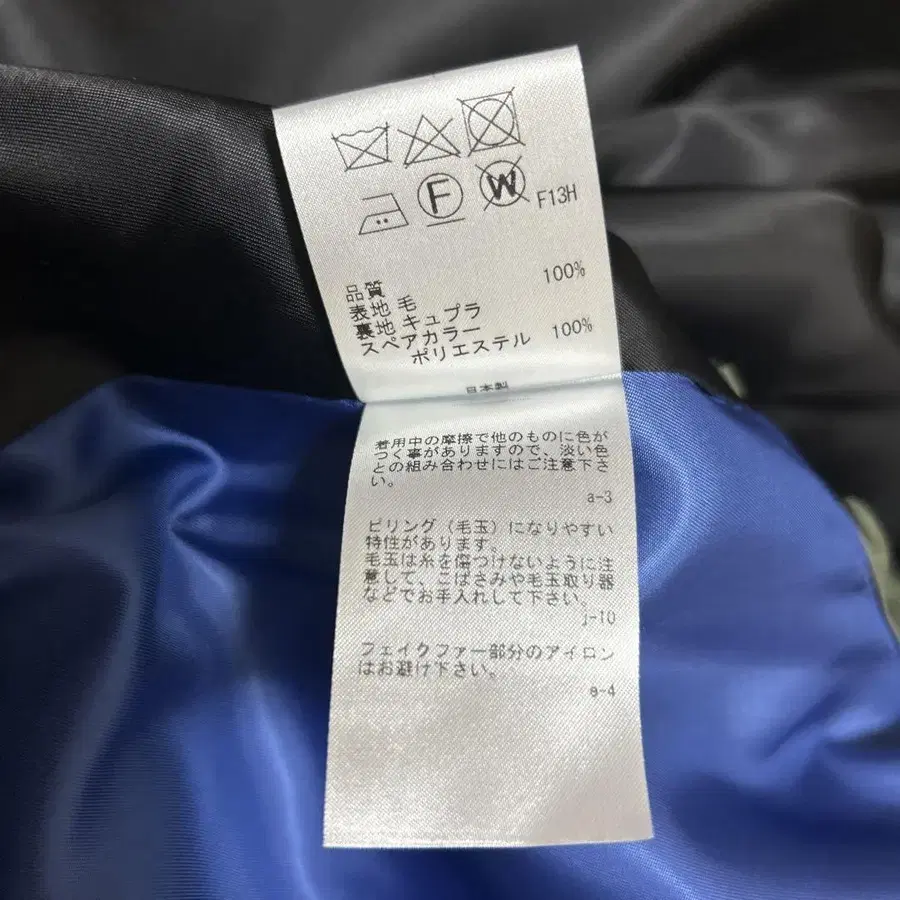 F
W
F13H
品質
表地 毛 100%
裏地 キュプラ
スペアカラー
ポリエステル 100%
日本製
着用中の摩擦で他のものに色が
つく事がありますので、淡い色
との組み合わせにはご注意下さ
い。
a-3
ピリング（毛玉）になりやすい
特性があります。
毛玉は糸を傷つけないように注
意して、こばさみや毛玉取り器
などでお手入れして下さい。
j-10
フェイクファー部分のアイロン
はお避け下さい。
e-4